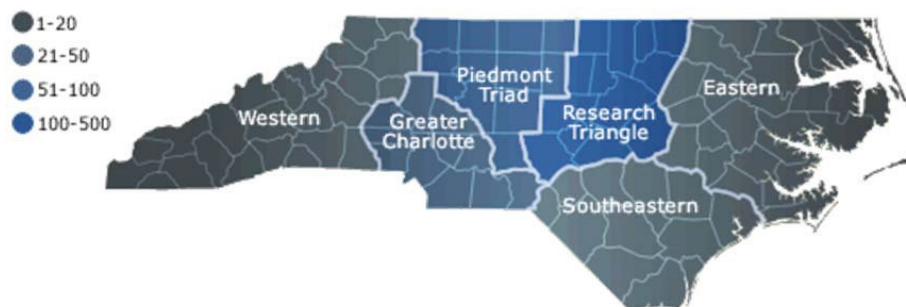 1-20
21-50
51-100
100-500
Western
Greater
Charlotte
Piedmont
Triad
Research
Triangle
Eastern
Southeastern